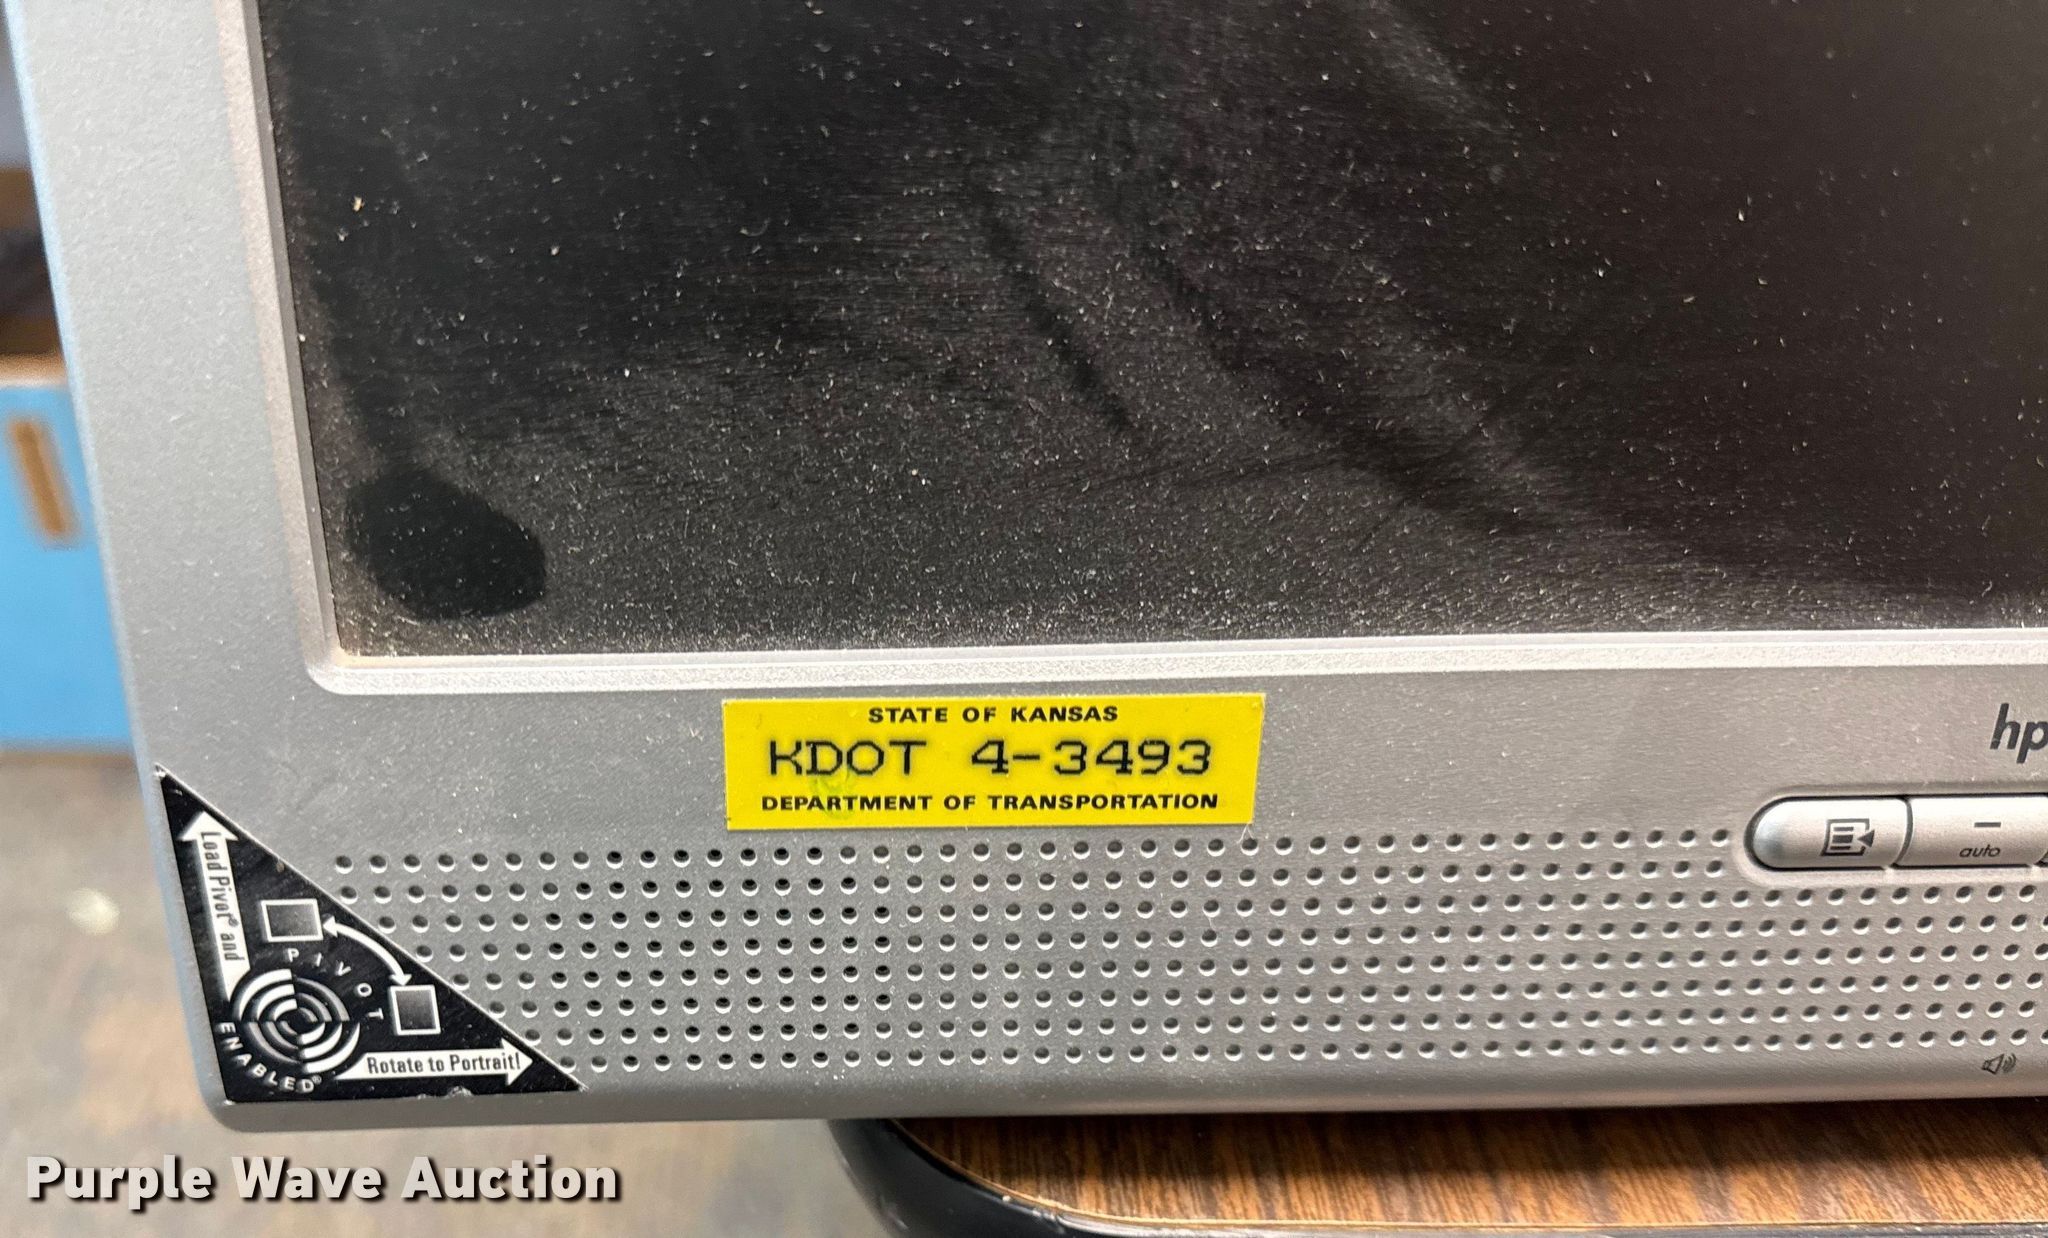 STATE OF KANSAS
KDOT 4-3493
DEPARTMENT OF TRANSPORTATION
hp
auto
Load Pivot® and
PIVOT
ENABLED®
Rotate to Portrait!
Purple Wave Auction